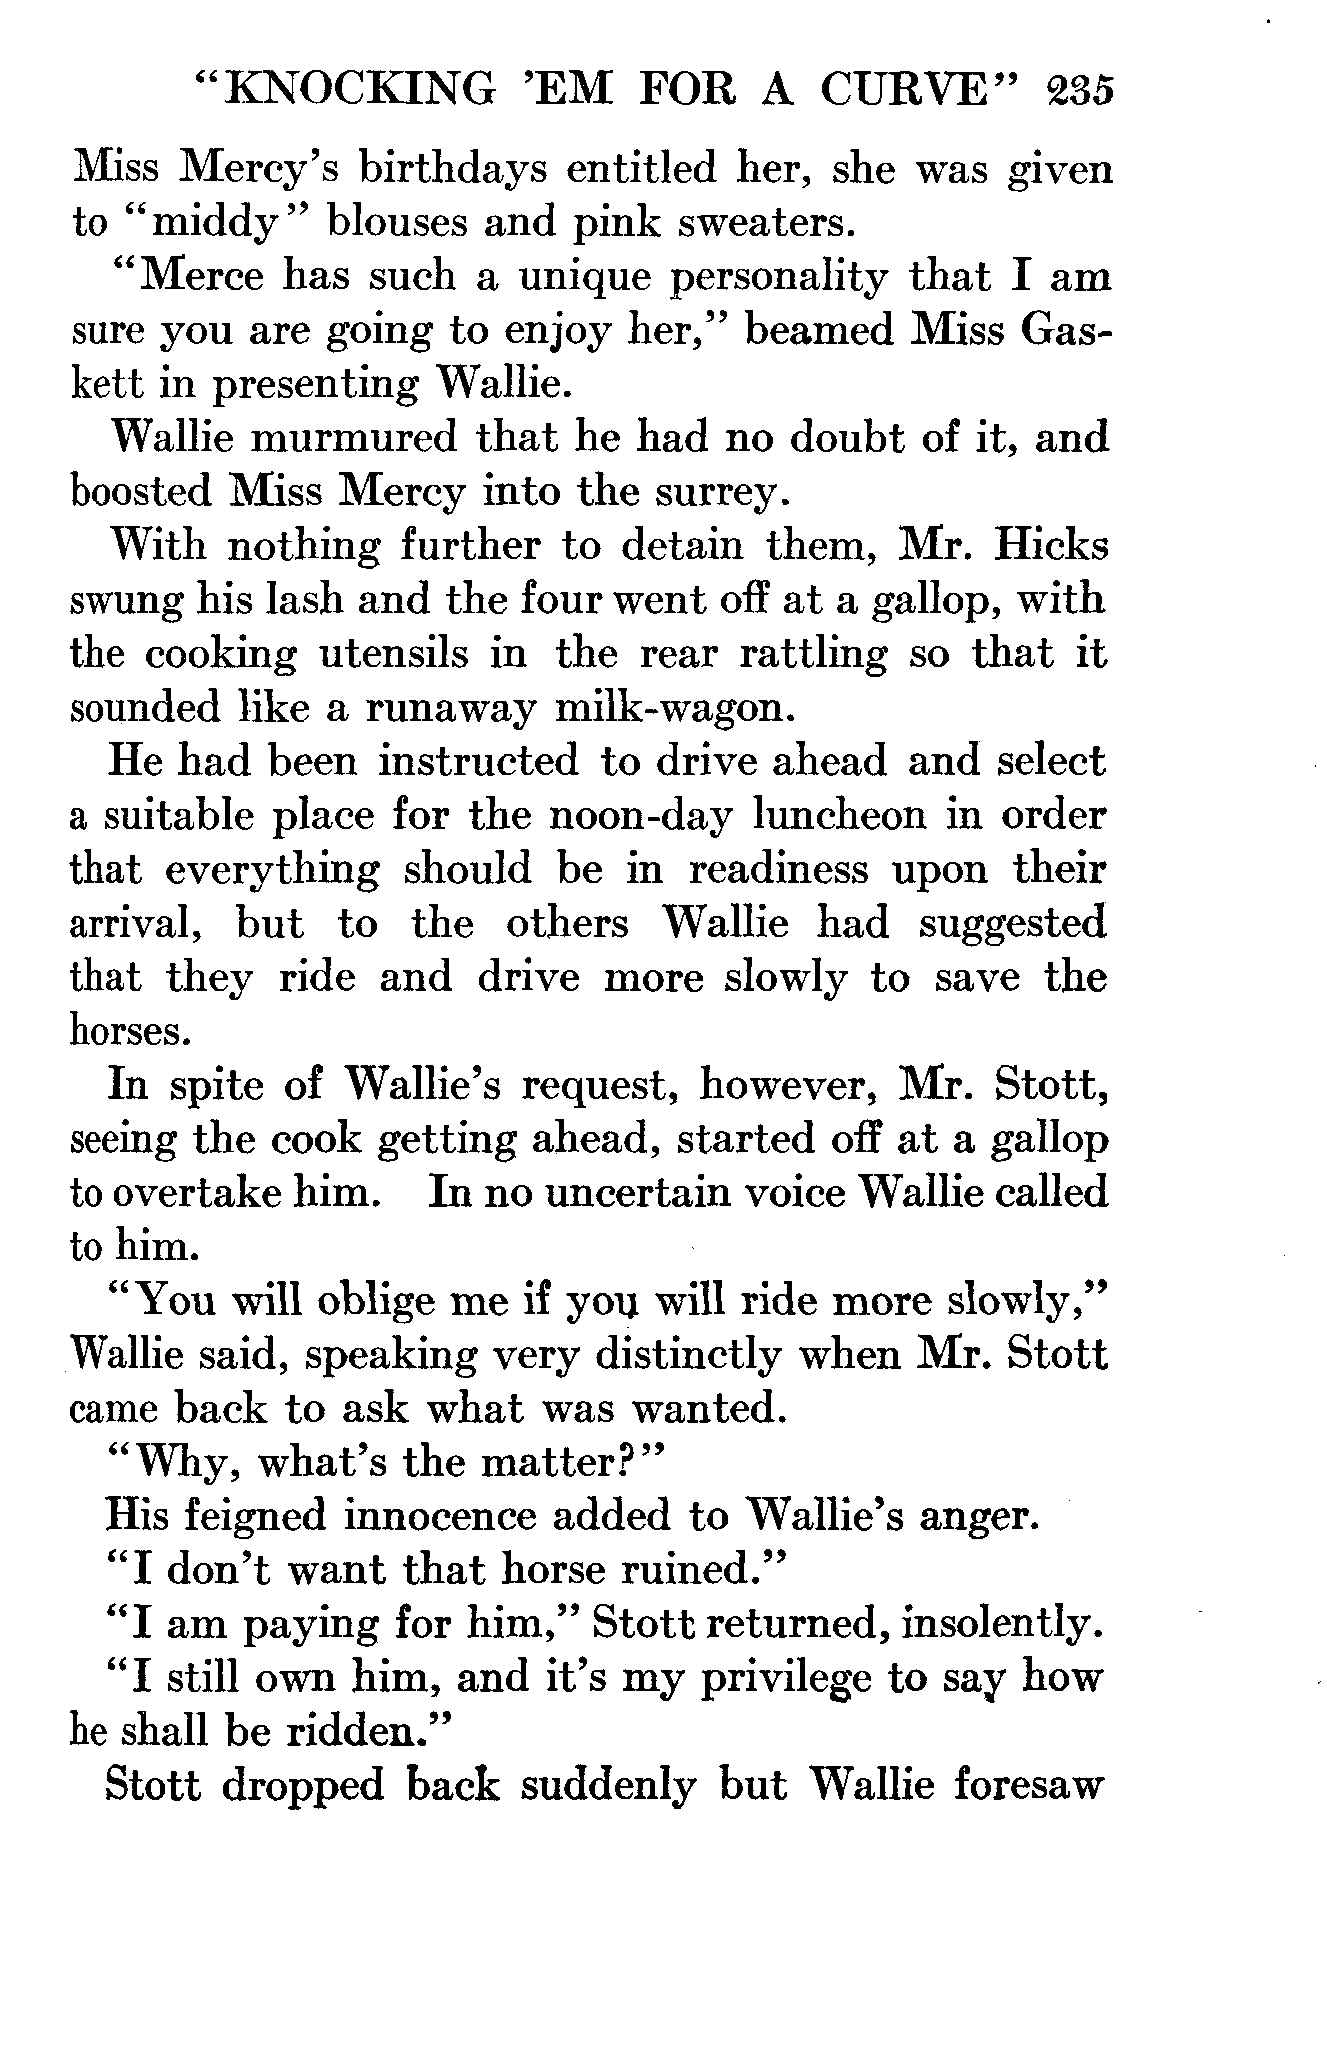 “KNOCKING ’EM FOR A CURVE” 235
Miss Mercy’s birthdays entitled her, she was given
to “middy” blouses and pink sweaters.
“Merce has such a unique personality that I am
sure you are going to enjoy her,” beamed Miss Gas-
kett in presenting Wallie.
Wallie murmured that he had no doubt of it, and
boosted Miss Mercy into the surrey.
With nothing further to detain them, Mr. Hicks
swung his lash and the four went off at a gallop, with
the cooking utensils in the rear rattling so that it
sounded like a runaway milk-wagon.
He had been instructed to drive ahead and select
a suitable place for the noon-day luncheon in order
that everything should be in readiness upon their
arrival, but to the others Wallie had suggested
that they ride and drive more slowly to save the
horses.
In spite of Wallie’s request, however, Mr. Stott,
seeing the cook getting ahead, started off at a gallop
to overtake him. In no uncertain voice Wallie called
to him.
“You will oblige me if you will ride more slowly,”
Wallie said, speaking very distinctly when Mr. Stott
came back to ask what was wanted.
“Why, what’s the matter?”
His feigned innocence added to Wallie’s anger.
“I don’t want that horse ruined.”
“I am paying for him,” Stott returned, insolently.
“I still own him, and it’s my privilege to say how
he shall be ridden.”
Stott dropped back suddenly but Wallie foresaw